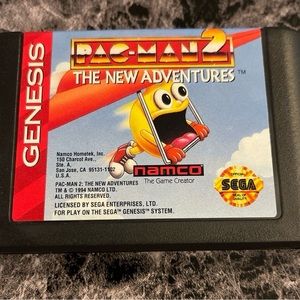 GENESIS
PAC-MAN 2
THE NEW ADVENTURES™
Namco Hometek, Inc.
150 Charcot Ave.,
Ste. A,
San Jose, CA 95131-1102
U.S.A.
namco
The Game Creator
PAC-MAN 2: THE NEW ADVENTURES
TM & © 1994 NAMCO LTD.
ALL RIGHTS RESERVED.
LICENSED BY SEGA ENTERPRISES, LTD.
FOR PLAY ON THE SEGA™ GENESIS™ SYSTEM.
SEGA